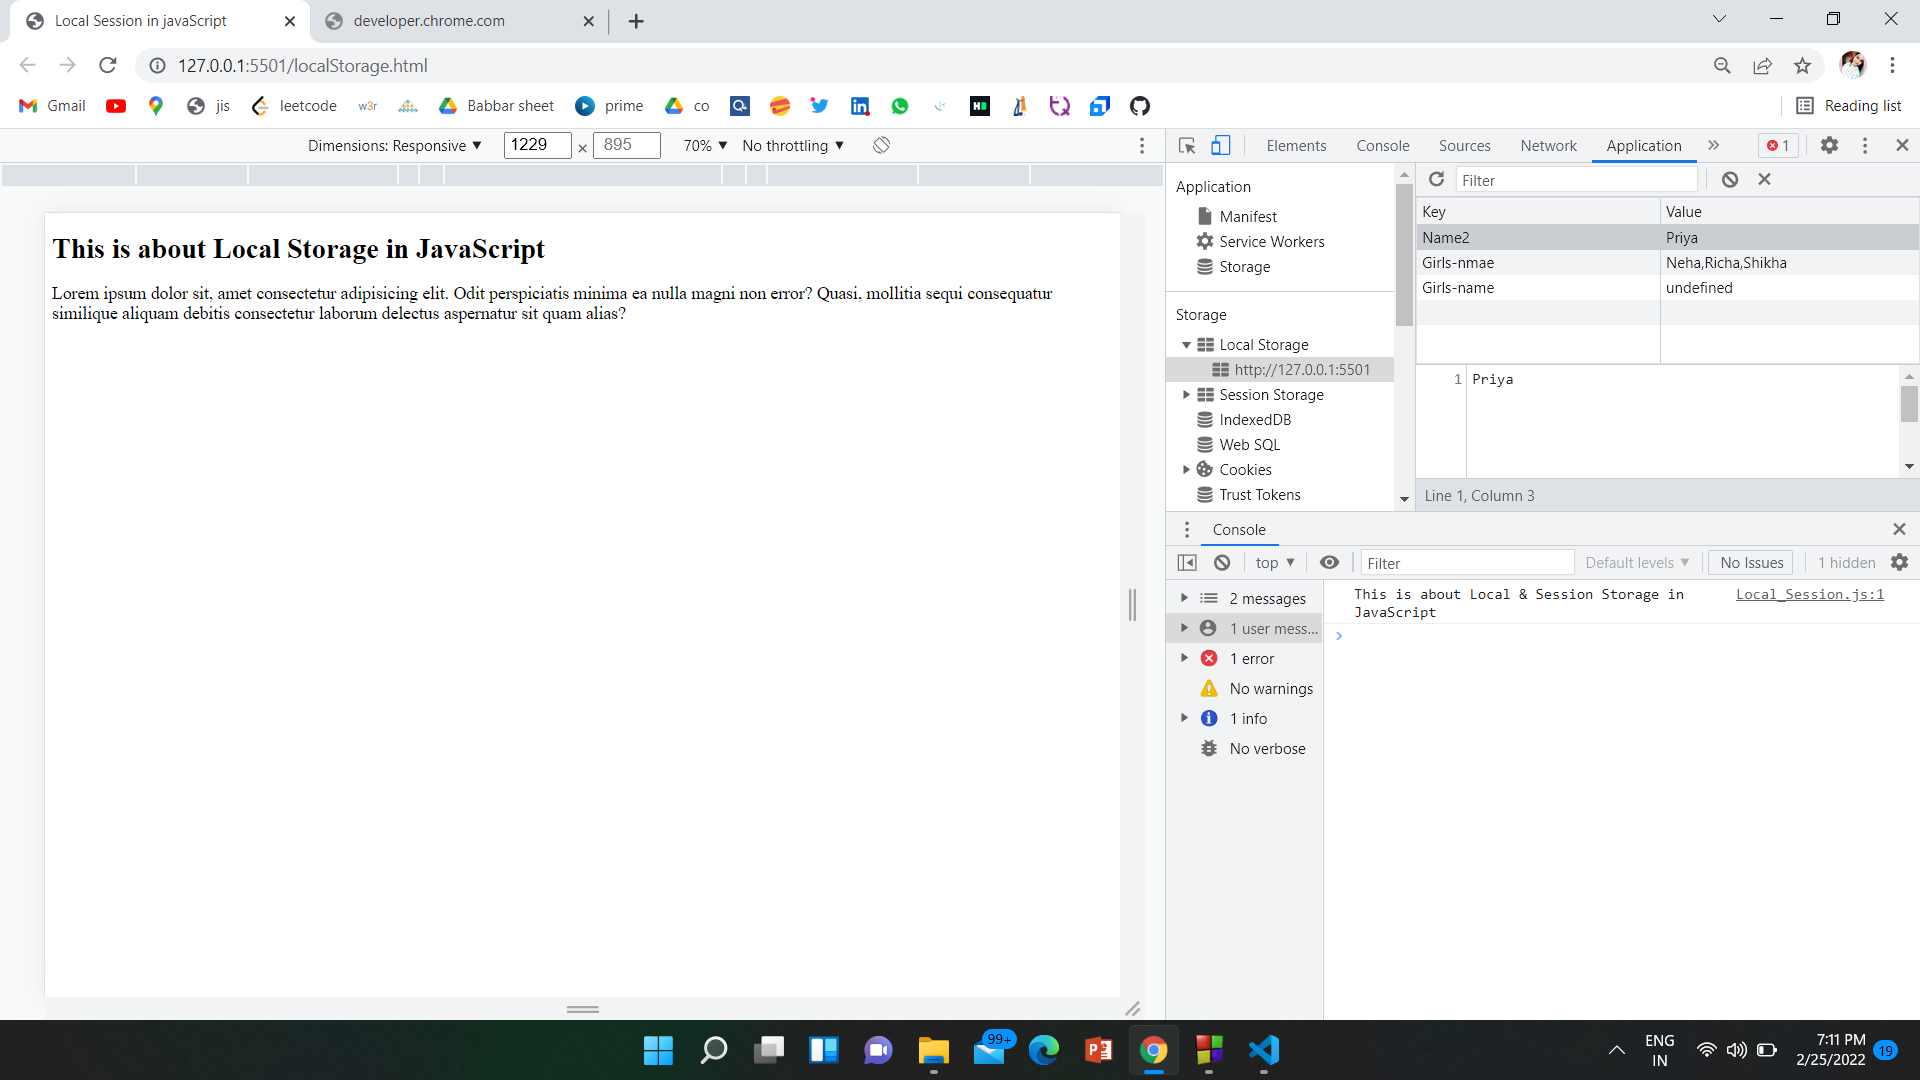 Local Session in javaScript
developer.chrome.com
127.0.0.1:5501/localStorage.html
Gmail
jis
leetcode
w3r
Babbar sheet
prime
co
Reading list
Dimensions: Responsive ▼ 1229 × 895 70% ▼ No throttling ▼
Elements Console Sources Network Application » 1
Application
Manifest
Service Workers
Storage
Storage
Local Storage
http://127.0.0.1:5501
Session Storage
IndexedDB
Web SQL
Cookies
Trust Tokens
Filter
Key Value
Name2 Priya
Girls-nmae Neha,Richa,Shikha
Girls-name undefined
1 Priya
Line 1, Column 3
This is about Local Storage in JavaScript
Lorem ipsum dolor sit, amet consectetur adipisicing elit. Odit perspiciatis minima ea nulla magni non error? Quasi, mollitia sequi consequatur
similique aliquam debitis consectetur laborum delectus aspernatur sit quam alias?
Console
top ▼ Filter Default levels ▼ No Issues 1 hidden
2 messages
1 user mess...
1 error
No warnings
1 info
No verbose
This is about Local & Session Storage in Local_Session.js:1
JavaScript
99+
ENG
IN
7:11 PM
2/25/2022
19